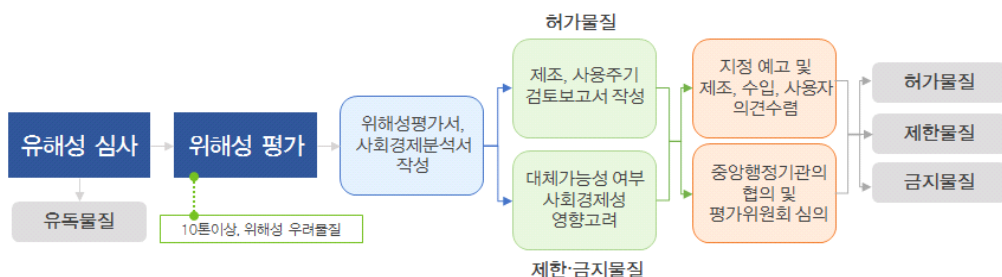 유해성 심사
유독물질
위해성 평가
10톤이상, 위해성 우려물질
위해성평가서,
사회경제분석서
작성
허가물질
제조, 사용주기
검토보고서 작성
대체가능성 여부
사회경제성
영향고려
제한·금지물질
지정 예고 및
제조, 수입, 사용자
의견수렴
중앙행정기관의
협의 및
평가위원회 심의
허가물질
제한물질
금지물질